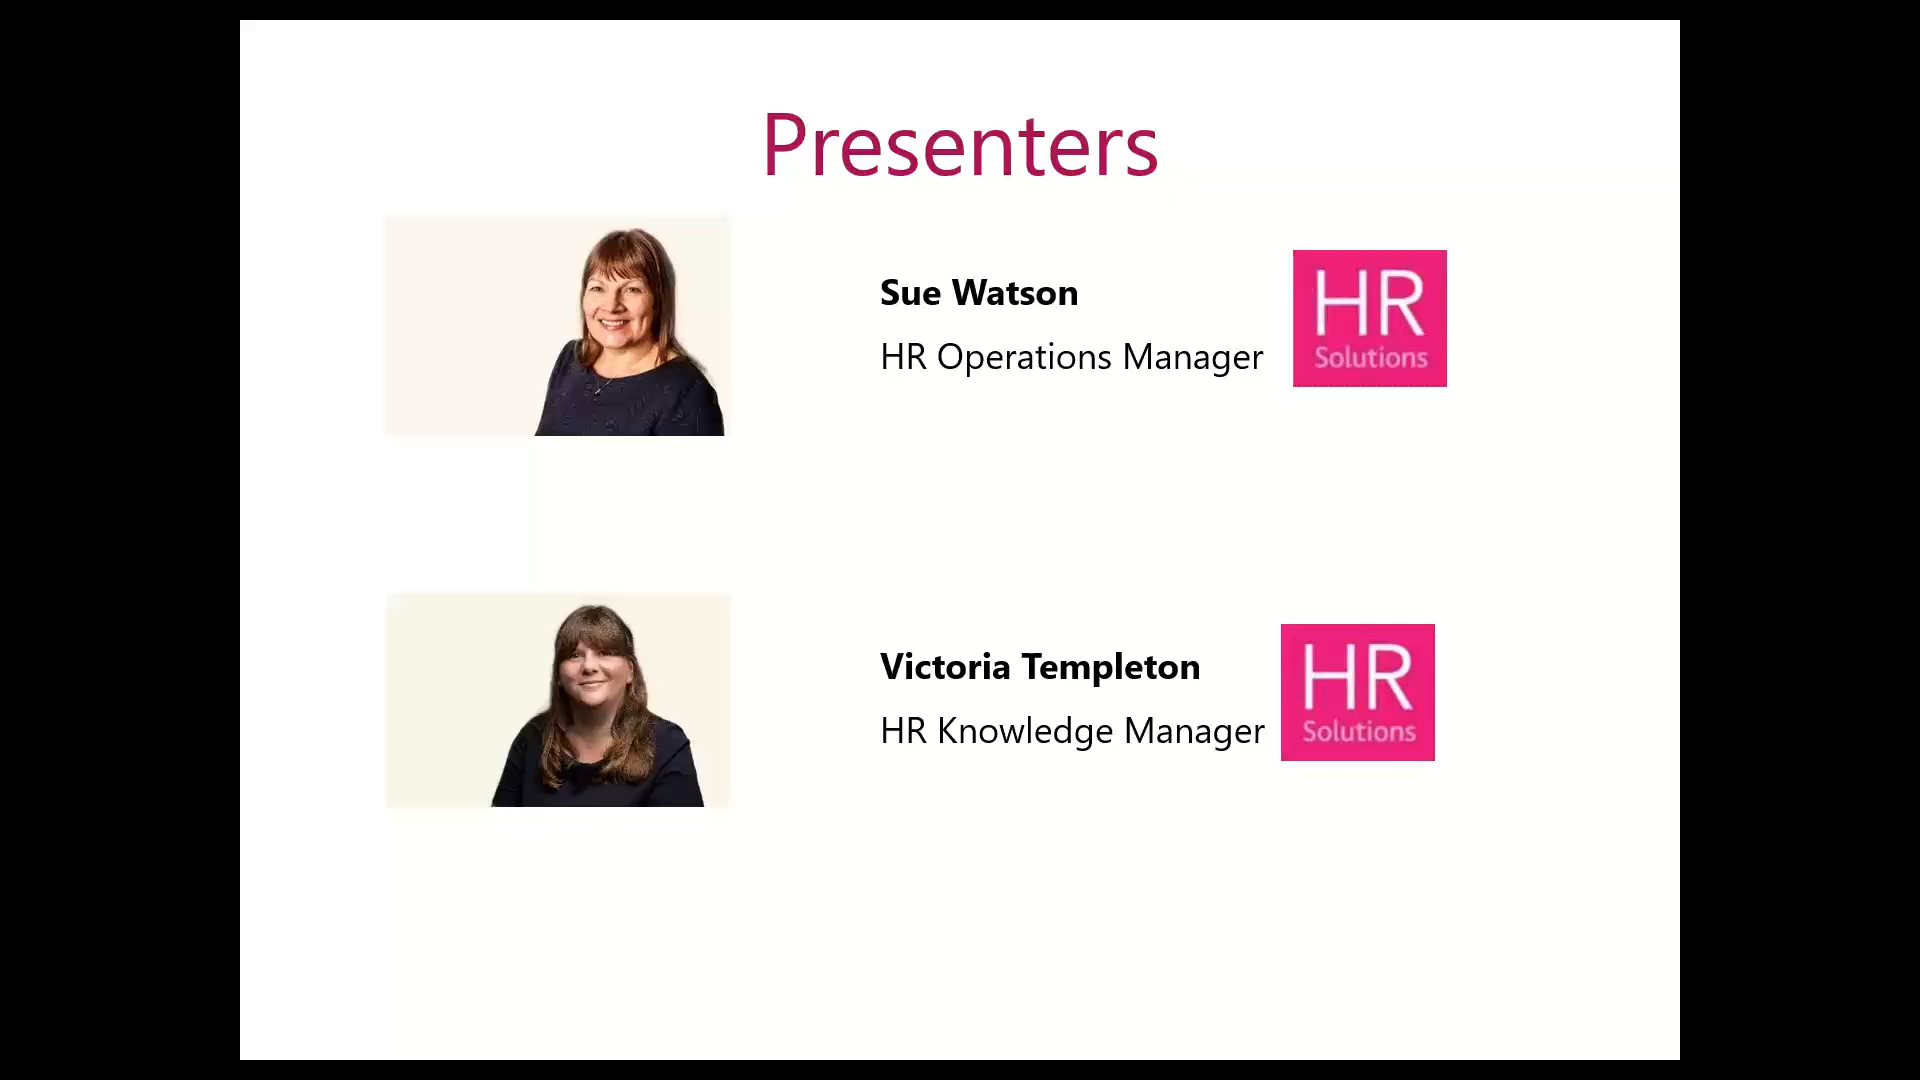 Presenters
Sue Watson
HR Operations Manager
HR
Solutions
Victoria Templeton
HR Knowledge Manager
HR
Solutions